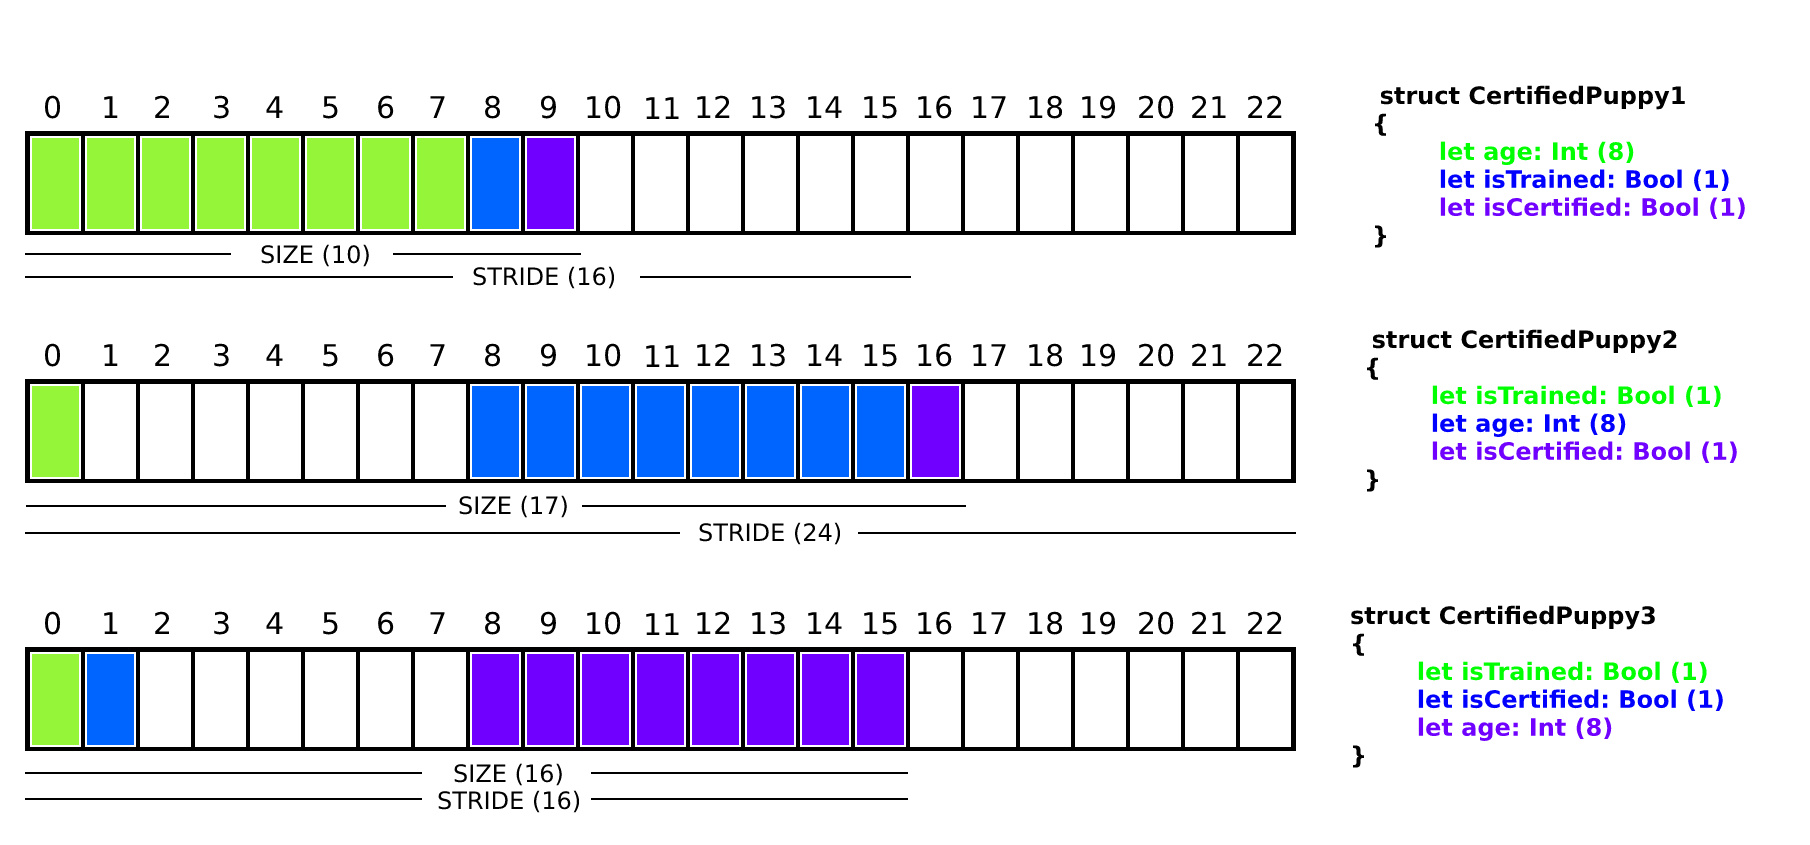 0 1 2 3 4 5 6 7 8 9 10 11 12 13 14 15 16 17 18 19 20 21 22
SIZE (10)
STRIDE (16)
struct CertifiedPuppy1
{
let age: Int (8)
let isTrained: Bool (1)
let isCertified: Bool (1)
}
0 1 2 3 4 5 6 7 8 9 10 11 12 13 14 15 16 17 18 19 20 21 22
SIZE (17)
STRIDE (24)
struct CertifiedPuppy2
{
let isTrained: Bool (1)
let age: Int (8)
let isCertified: Bool (1)
}
0 1 2 3 4 5 6 7 8 9 10 11 12 13 14 15 16 17 18 19 20 21 22
SIZE (16)
STRIDE (16)
struct CertifiedPuppy3
{
let isTrained: Bool (1)
let isCertified: Bool (1)
let age: Int (8)
}